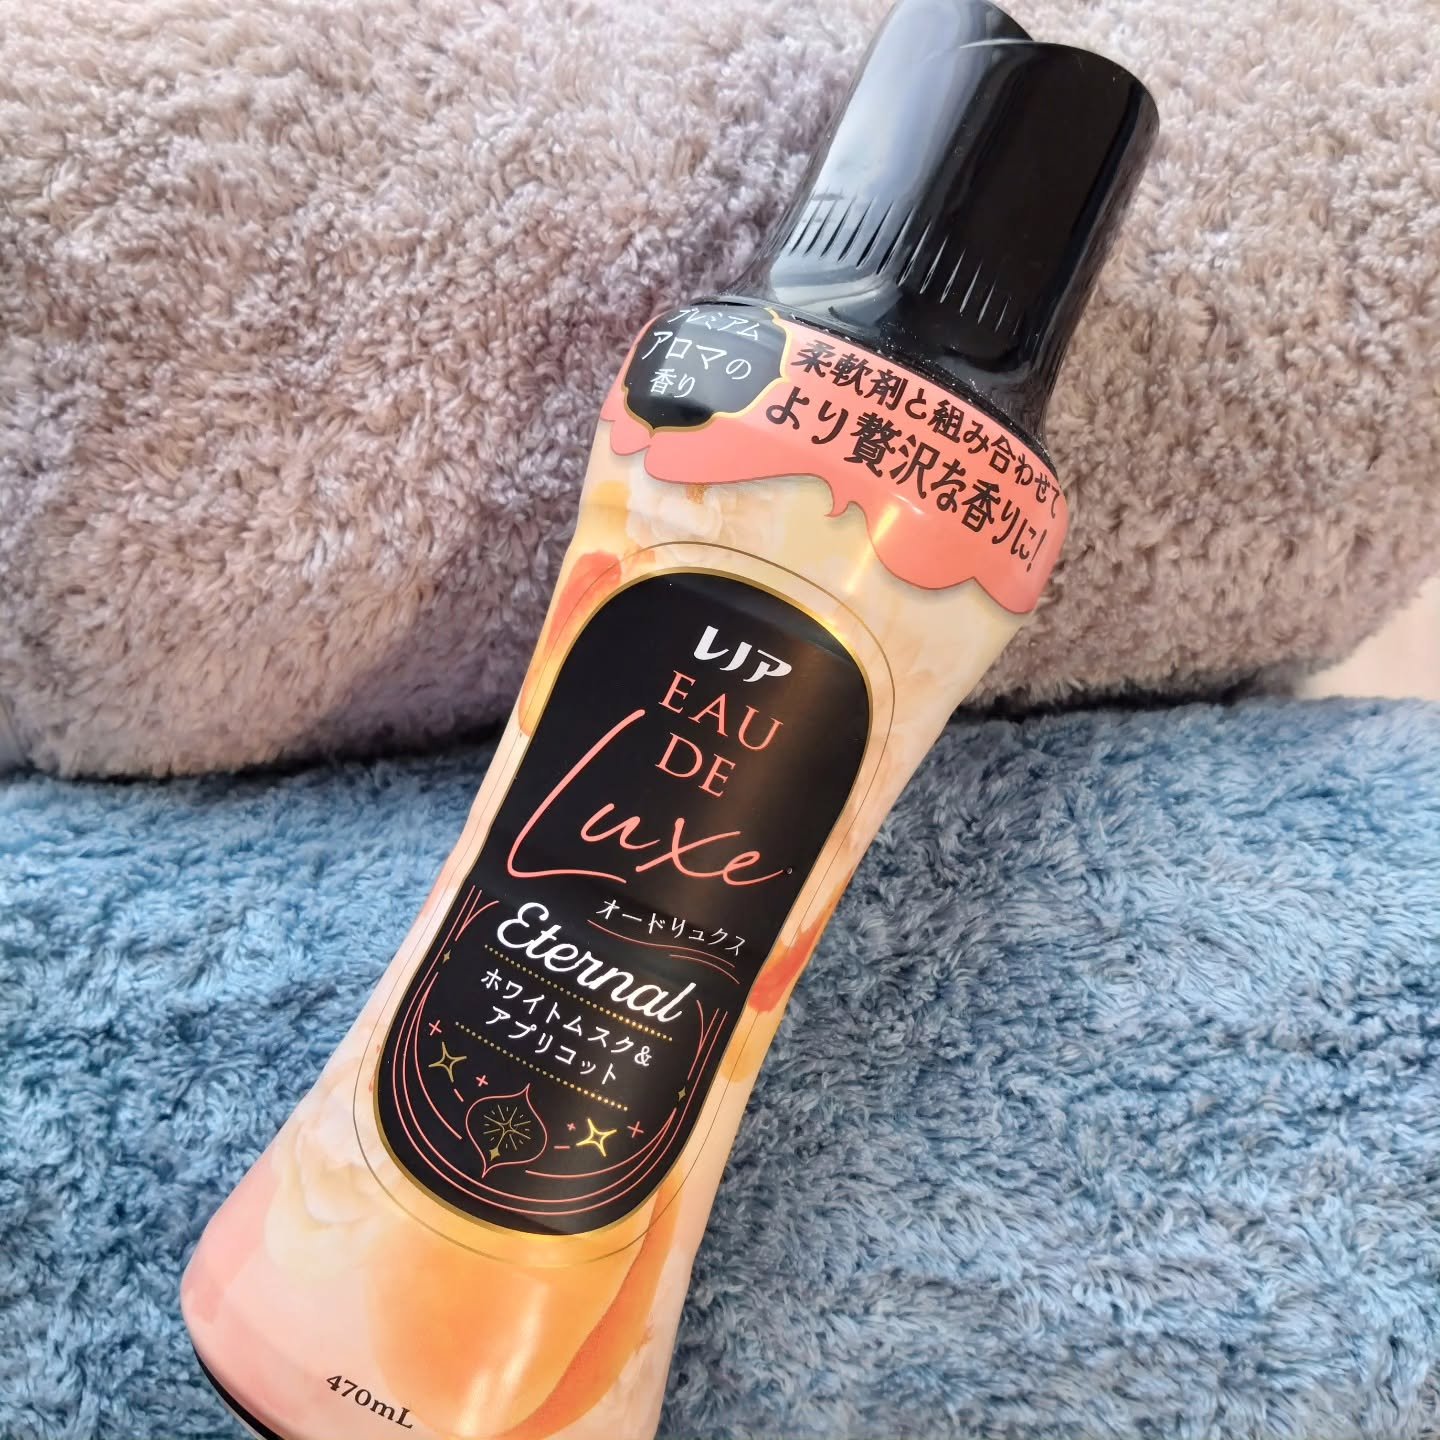 プレミアム
アロマの
香り
柔軟剤と組み合わせて
より贅沢な香りに!
レノア
EAU
DE
Luxe
オードリュクス
Eternal
ホワイトムスク&
アプリコット
470mL